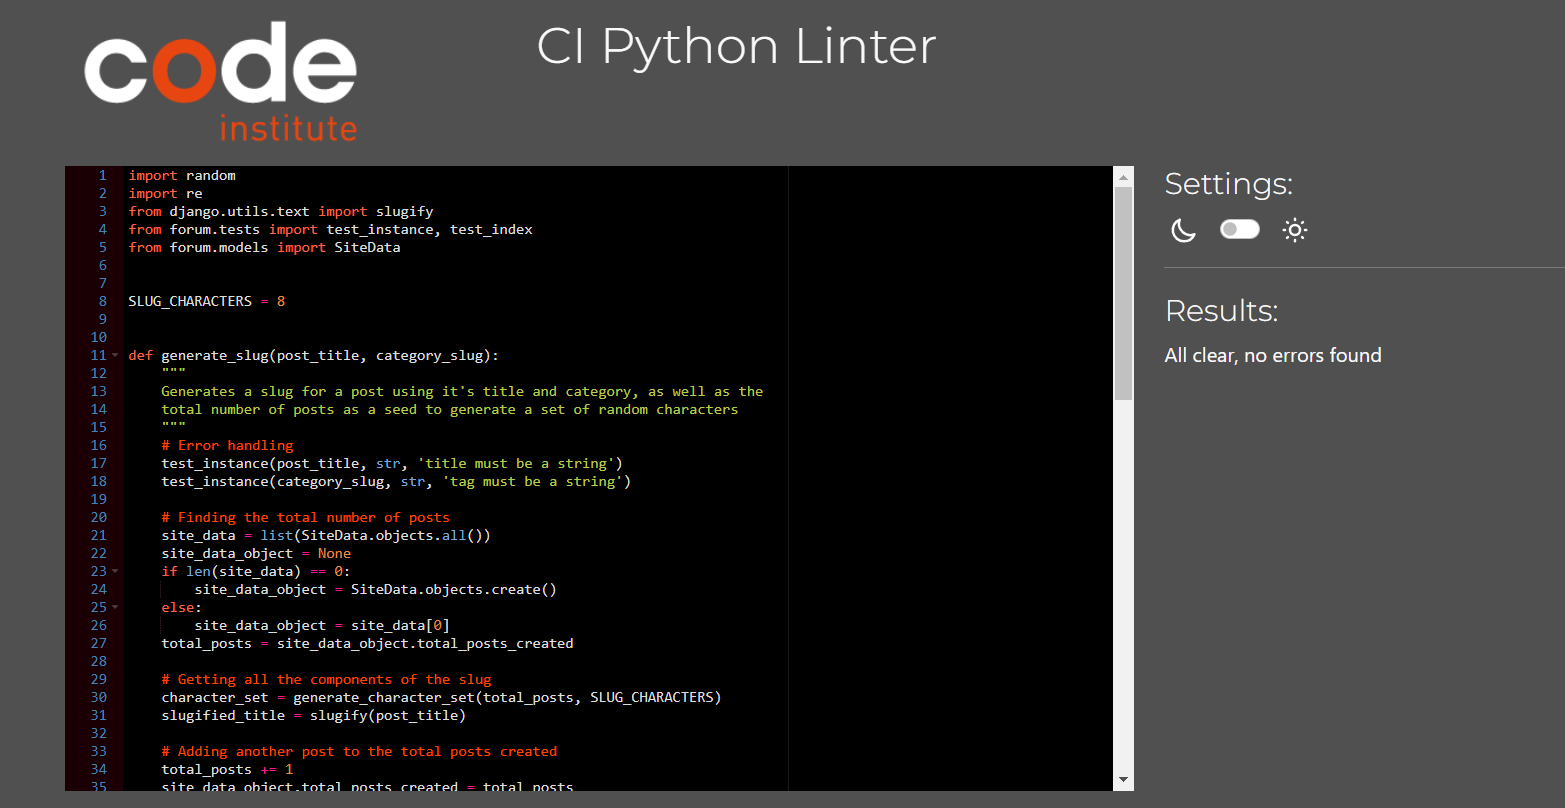 code
institute
CI Python Linter
1 import random
2 import re
3 from django.utils.text import slugify
4 from forum.tests import test_instance, test_index
5 from forum.models import SiteData
6
7
8 SLUG_CHARACTERS = 8
9
10
11 def generate_slug(post_title, category_slug):
12 """
13 Generates a slug for a post using it's title and category, as well as the
14 total number of posts as a seed to generate a set of random characters
15 """
16 # Error handling
17 test_instance(post_title, str, 'title must be a string')
18 test_instance(category_slug, str, 'tag must be a string')
19
20 # Finding the total number of posts
21 site_data = list(SiteData.objects.all())
22 site_data_object = None
23 if len(site_data) == 0:
24 site_data_object = SiteData.objects.create()
25 else:
26 site_data_object = site_data[0]
27 total_posts = site_data_object.total_posts_created
28
29 # Getting all the components of the slug
30 character_set = generate_character_set(total_posts, SLUG_CHARACTERS)
31 slugified_title = slugify(post_title)
32
33 # Adding another post to the total posts created
34 total_posts += 1
35 site_data_object.total_posts_created = total_posts
Settings:
Results:
All clear, no errors found